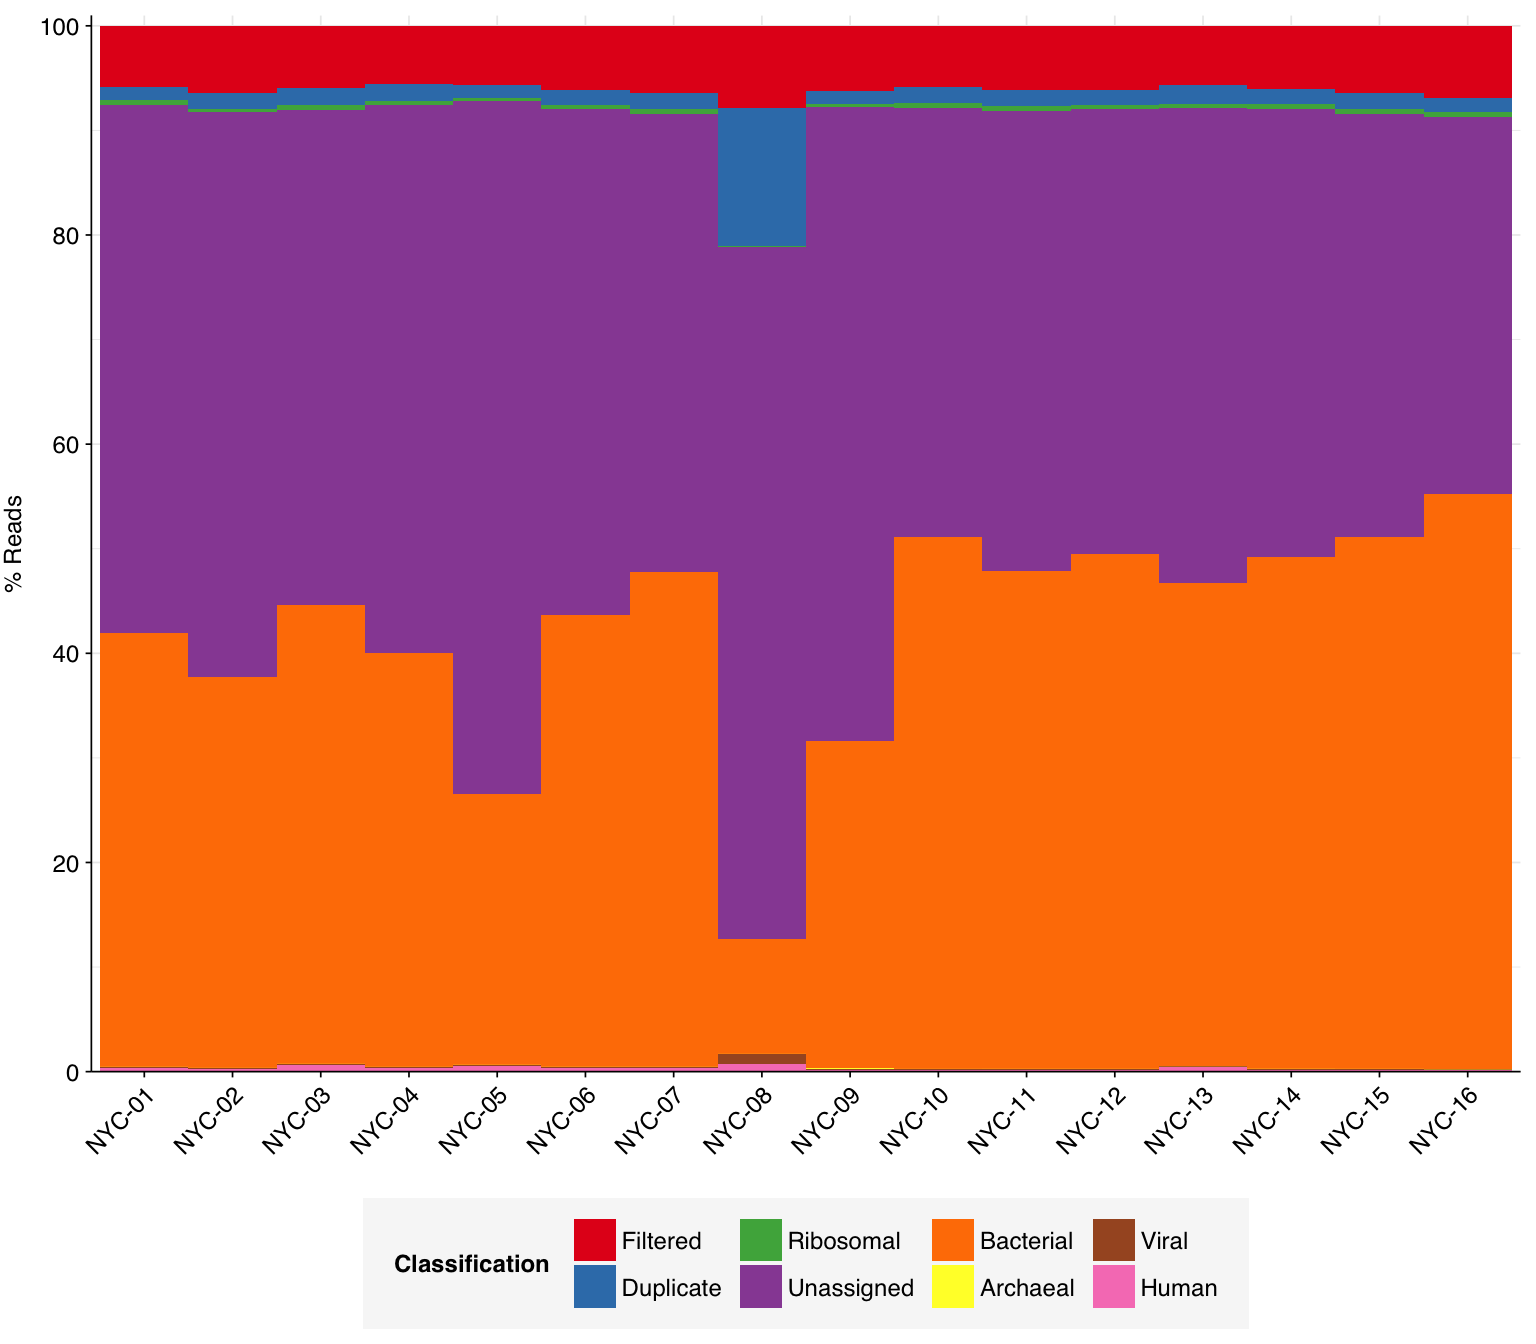 100
80
60
40
20
0
% Reads
NYC-01
NYC-02
NYC-03
NYC-04
NYC-05
NYC-06
NYC-07
NYC-08
NYC-09
NYC-10
NYC-11
NYC-12
NYC-13
NYC-14
NYC-15
NYC-16
Classification
Filtered
Ribosomal
Bacterial
Viral
Duplicate
Unassigned
Archaeal
Human